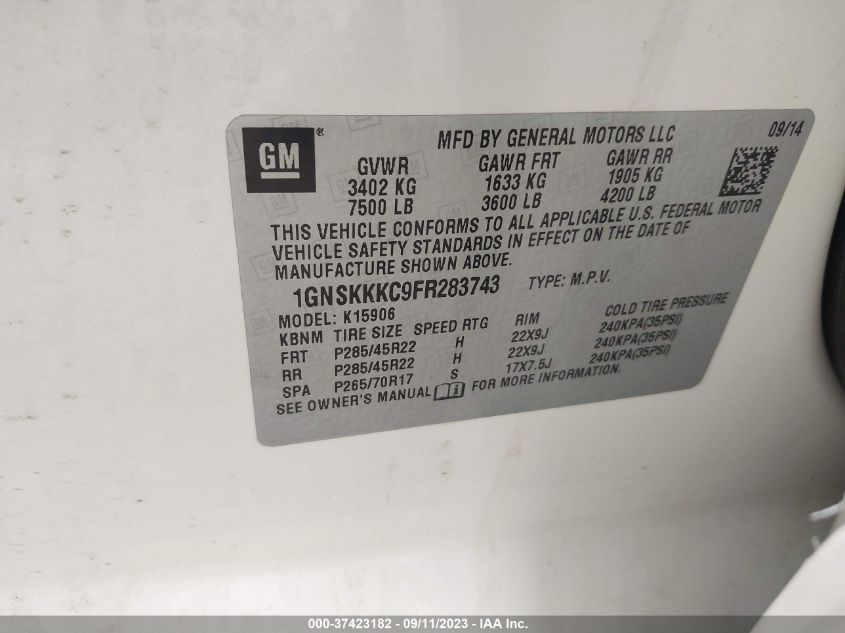 GM ®
MFD BY GENERAL MOTORS LLC 09/14
GVWR GAWR FRT GAWR RR
3402 KG 1633 KG 1905 KG
7500 LB 3600 LB 4200 LB
THIS VEHICLE CONFORMS TO ALL APPLICABLE U.S. FEDERAL MOTOR
VEHICLE SAFETY STANDARDS IN EFFECT ON THE DATE OF
MANUFACTURE SHOWN ABOVE.
1GNSKKKC9FR283743 TYPE: M.P.V.
MODEL: K15906
KBNM TIRE SIZE SPEED RTG RIM COLD TIRE PRESSURE
FRT P285/45R22 H 22X9J 240KPA(35PSI)
RR P285/45R22 H 22X9J 240KPA(35PSI)
SPA P265/70R17 S 17X7.5J 240KPA(35PSI)
SEE OWNER'S MANUAL FOR MORE INFORMATION.
000-37423182 - 09/11/2023 - IAA Inc.